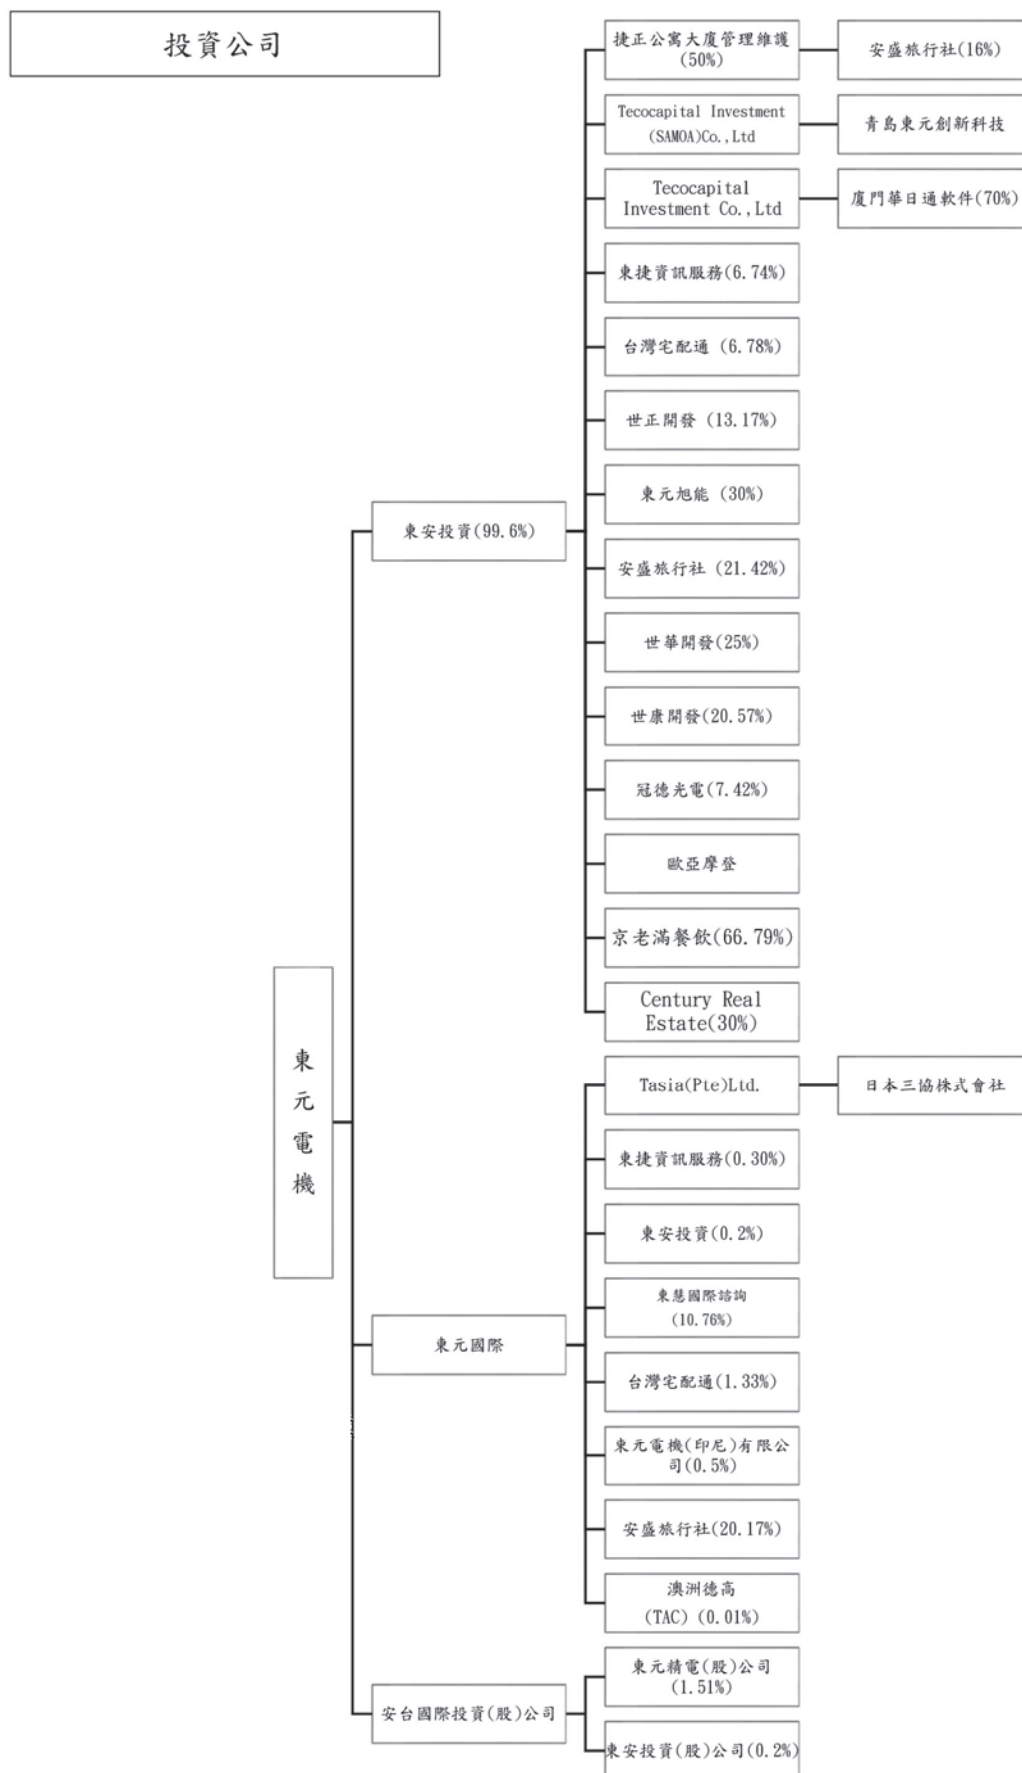 投資公司
捷正公寓大廈管理維護
(50%)
安盛旅行社(16%)
Tecocapital Investment
(SAMOA)Co.,Ltd
青島東元創新科技
Tecocapital
Investment Co.,Ltd
廈門華日通軟件(70%)
東捷資訊服務(6.74%)
台灣宅配通 (6.78%)
世正開發 (13.17%)
東元旭能 (30%)
東安投資(99.6%)
安盛旅行社 (21.42%)
世華開發(25%)
世康開發(20.57%)
冠德光電(7.42%)
歐亞摩登
京老滿餐飲(66.79%)
Century Real
Estate(30%)
東元電機
Tasia(Pte)Ltd.
日本三協株式會社
東捷資訊服務(0.30%)
東安投資(0.2%)
東慧國際諮詢
(10.76%)
東元國際
台灣宅配通(1.33%)
東元電機(印尼)有限公
司(0.5%)
安盛旅行社(20.17%)
澳洲德高
(TAC) (0.01%)
東元精電(股)公司
(1.51%)
安台國際投資(股)公司
東安投資(股)公司(0.2%)